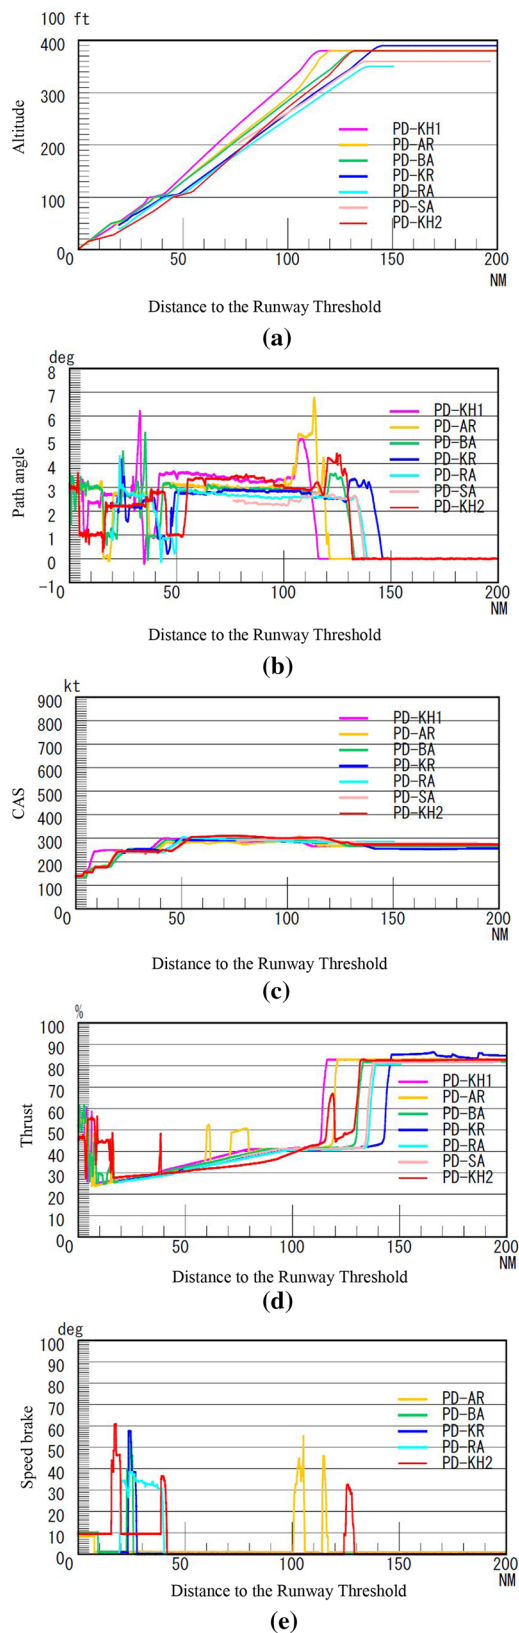 100 ft
400
300
200
100
0
Altitude
PD-KH1
PD-AR
PD-BA
PD-KR
PD-RA
PD-SA
PD-KH2
0 50 100 150 200
NM
Distance to the Runway Threshold
(a)
deg
8
7
6
5
4
3
2
1
0
-1
Path angle
PD-KH1
PD-AR
PD-BA
PD-KR
PD-RA
PD-SA
PD-KH2
0 50 100 150 200
NM
Distance to the Runway Threshold
(b)
kt
900
800
700
600
500
400
300
200
100
0
CAS
PD-KH1
PD-AR
PD-BA
PD-KR
PD-RA
PD-SA
PD-KH2
0 50 100 150 200
NM
Distance to the Runway Threshold
(c)
%
100
90
80
70
60
50
40
30
20
10
0
Thrust
PD-KH1
PD-AR
PD-BA
PD-KR
PD-RA
PD-SA
PD-KH2
0 50 100 150 200
NM
Distance to the Runway Threshold
(d)
deg
100
90
80
70
60
50
40
30
20
10
0
Speed brake
PD-AR
PD-BA
PD-KR
PD-RA
PD-KH2
0 50 100 150 200
NM
Distance to the Runway Threshold
(e)